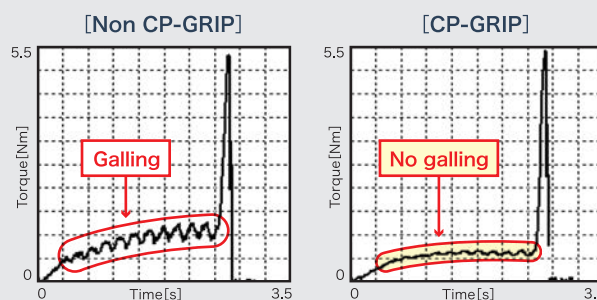 [Non CP-GRIP]
5.5
Torque[Nm]
Galling
0
0
Time[s]
3.5
[CP-GRIP]
5.5
Torque[Nm]
No galling
0
0
Time[s]
3.5